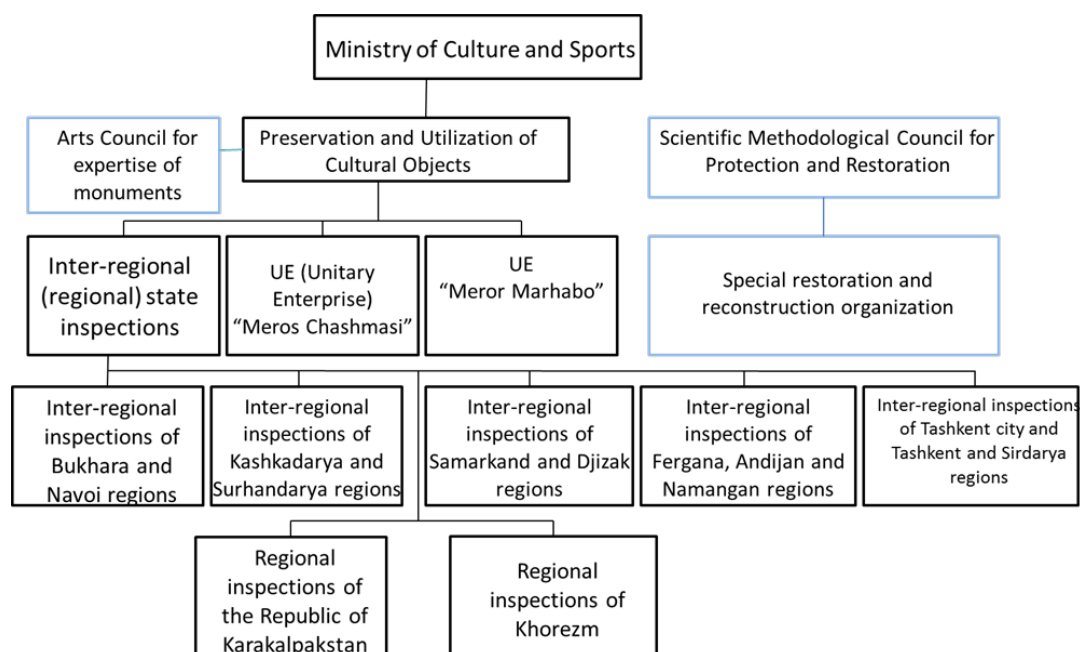 Ministry of Culture and Sports
Arts Council for
expertise of
monuments
Preservation and Utilization of
Cultural Objects
Scientific Methodological Council for
Protection and Restoration
Inter-regional
(regional) state
inspections
UE (Unitary
Enterprise)
“Meros Chashmasi”
UE
“Meror Marhabo”
Special restoration and
reconstruction organization
Inter-regional
inspections of
Bukhara and
Navoi regions
Inter-regional
inspections of
Kashkadarya and
Surhandarya regions
Inter-regional
inspections of
Samarkand and Djizak
regions
Inter-regional
inspections of
Fergana, Andijan and
Namangan regions
Inter-regional inspections
of Tashkent city and
Tashkent and Sirdarya
regions
Regional
inspections of
the Republic of
Karakalpakstan
Regional
inspections of
Khorezm